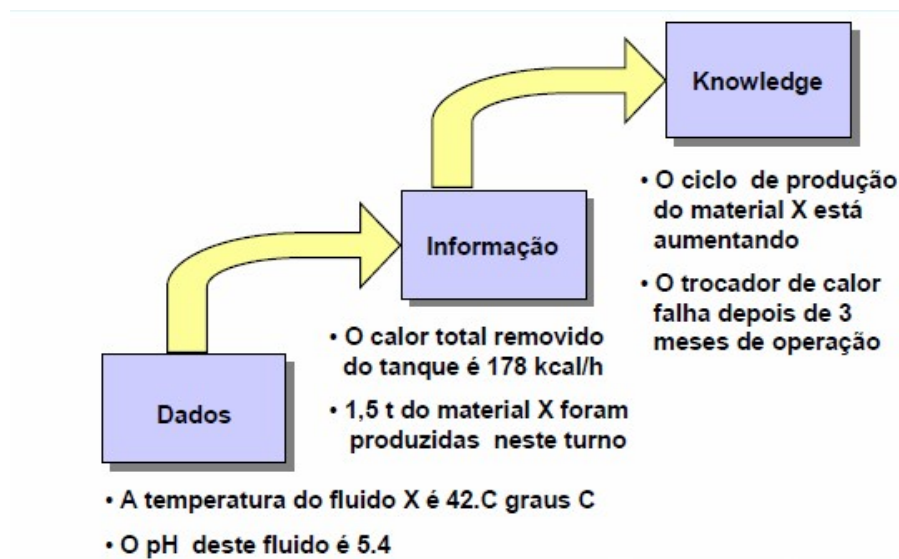 Knowledge
• O ciclo de produção
do material X está
aumentando
• O trocador de calor
falha depois de 3
meses de operação
Informação
• O calor total removido
do tanque é 178 kcal/h
• 1,5 t do material X foram
produzidas neste turno
Dados
• A temperatura do fluido X é 42.C graus C
• O pH deste fluido é 5.4